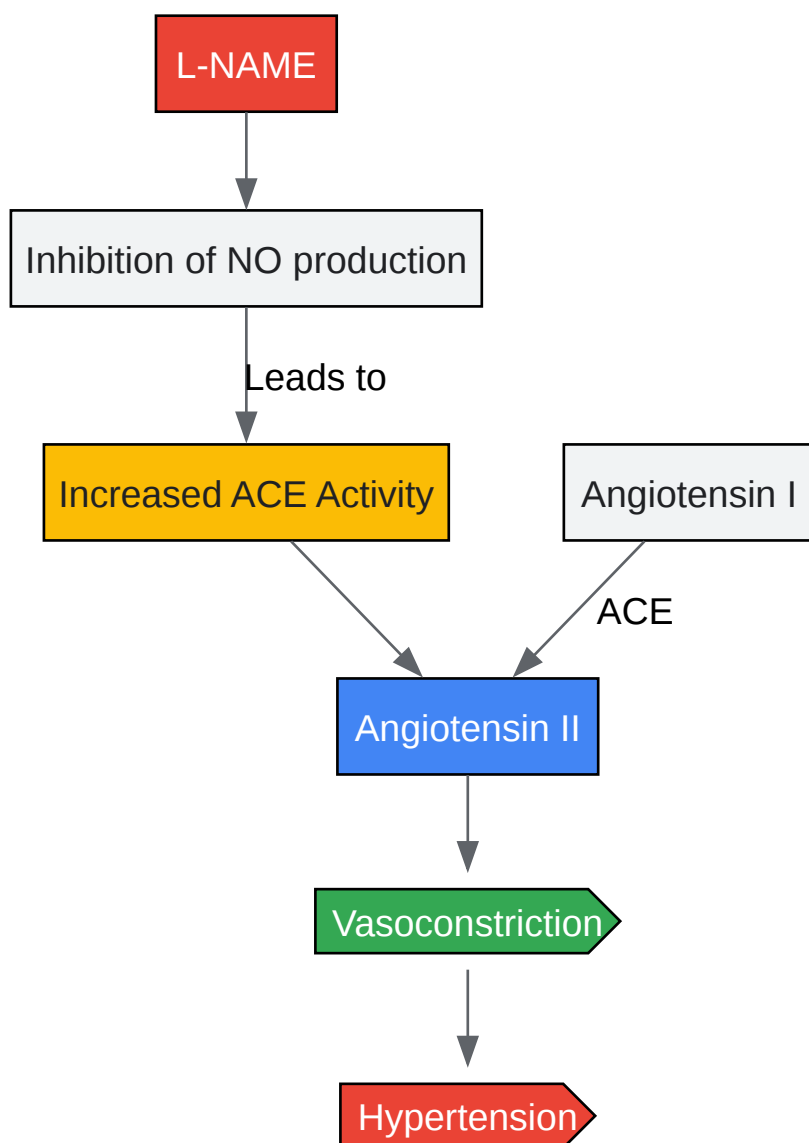 L-NAME
Inhibition of NO production
Leads to
Increased ACE Activity
Angiotensin I
ACE
Angiotensin II
Vasoconstriction
Hypertension